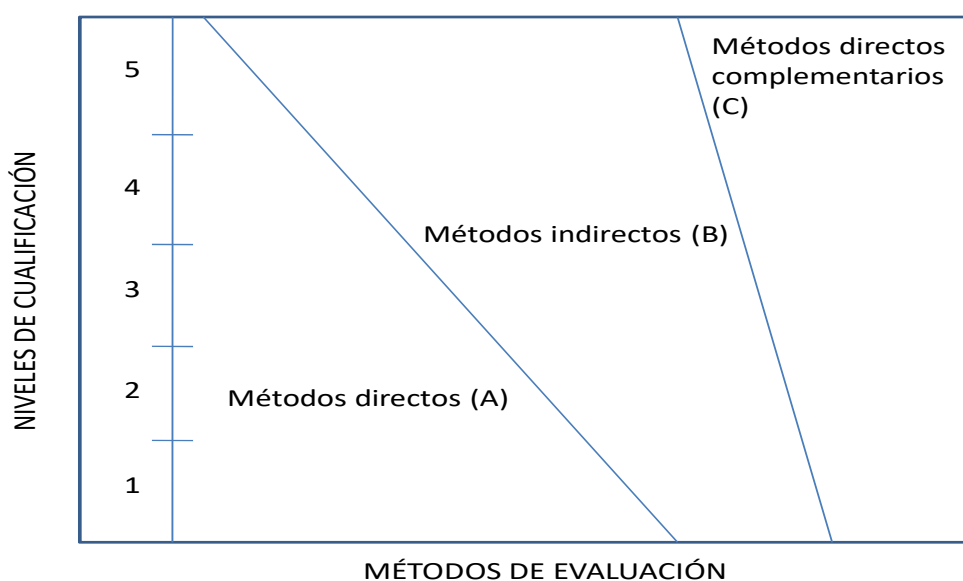 Métodos directos
complementarios
(C)
5
4
Métodos indirectos (B)
3
2
Métodos directos (A)
1
NIVELES DE CUALIFICACIÓN
MÉTODOS DE EVALUACIÓN